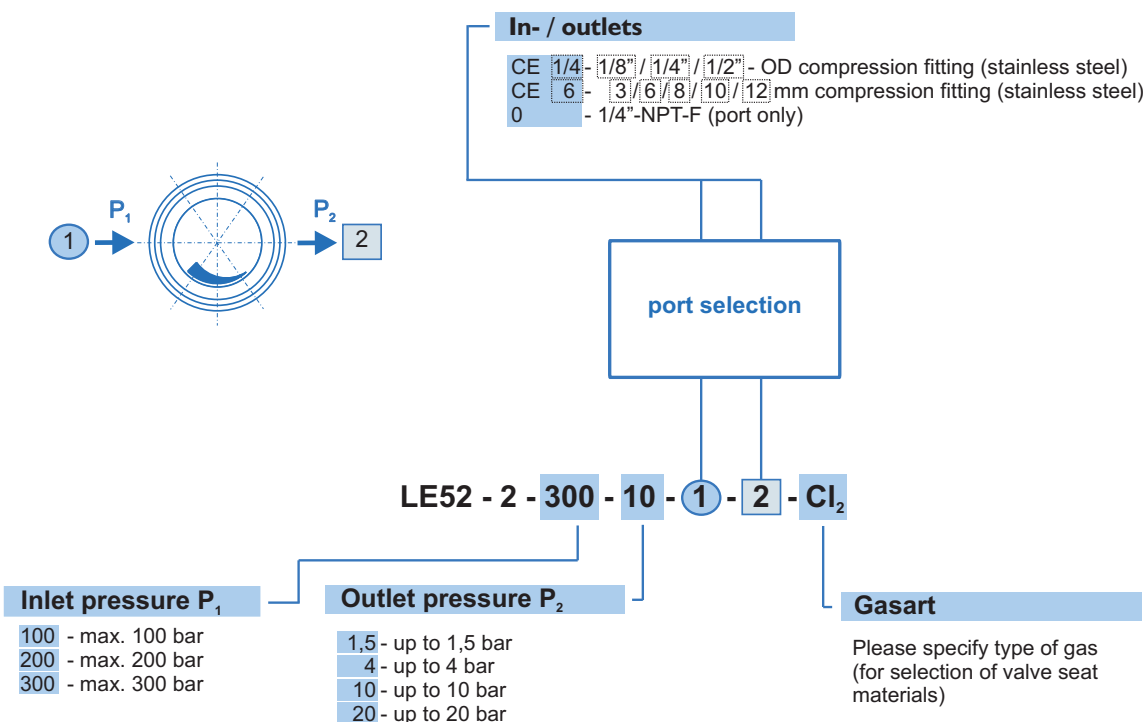 In- / outlets
CE 1/4 - 1/8” / 1/4” / 1/2” - OD compression fitting (stainless steel)
CE 6 - 3 / 6 / 8 / 10 / 12 mm compression fitting (stainless steel)
0 - 1/4”-NPT-F (port only)
P₁ P₂
1 2
port selection
LE52 - 2 - 300 - 10 - 1 - 2 - Cl₂
Inlet pressure P₁
100 - max. 100 bar
200 - max. 200 bar
300 - max. 300 bar
Outlet pressure P₂
1,5 - up to 1,5 bar
4 - up to 4 bar
10 - up to 10 bar
20 - up to 20 bar
Gasart
Please specify type of gas
(for selection of valve seat
materials)